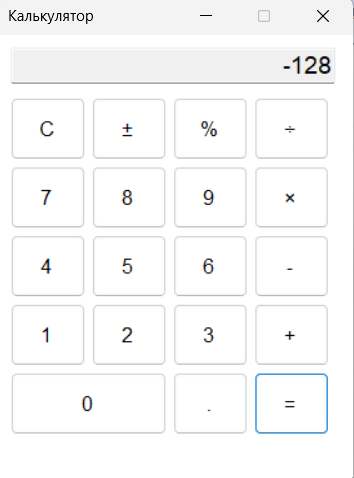 Калькулятор
-128
C ± % ÷
7 8 9 ×
4 5 6 -
1 2 3 +
0 . =